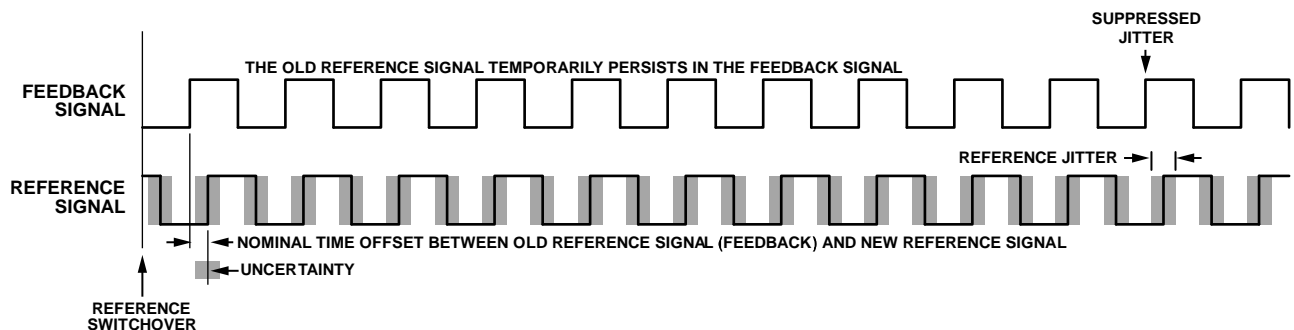 SUPPRESSED
JITTER
THE OLD REFERENCE SIGNAL TEMPORARILY PERSISTS IN THE FEEDBACK SIGNAL
FEEDBACK
SIGNAL
REFERENCE JITTER
REFERENCE
SIGNAL
NOMINAL TIME OFFSET BETWEEN OLD REFERENCE SIGNAL (FEEDBACK) AND NEW REFERENCE SIGNAL
UNCERTAINTY
REFERENCE
SWITCHOVER